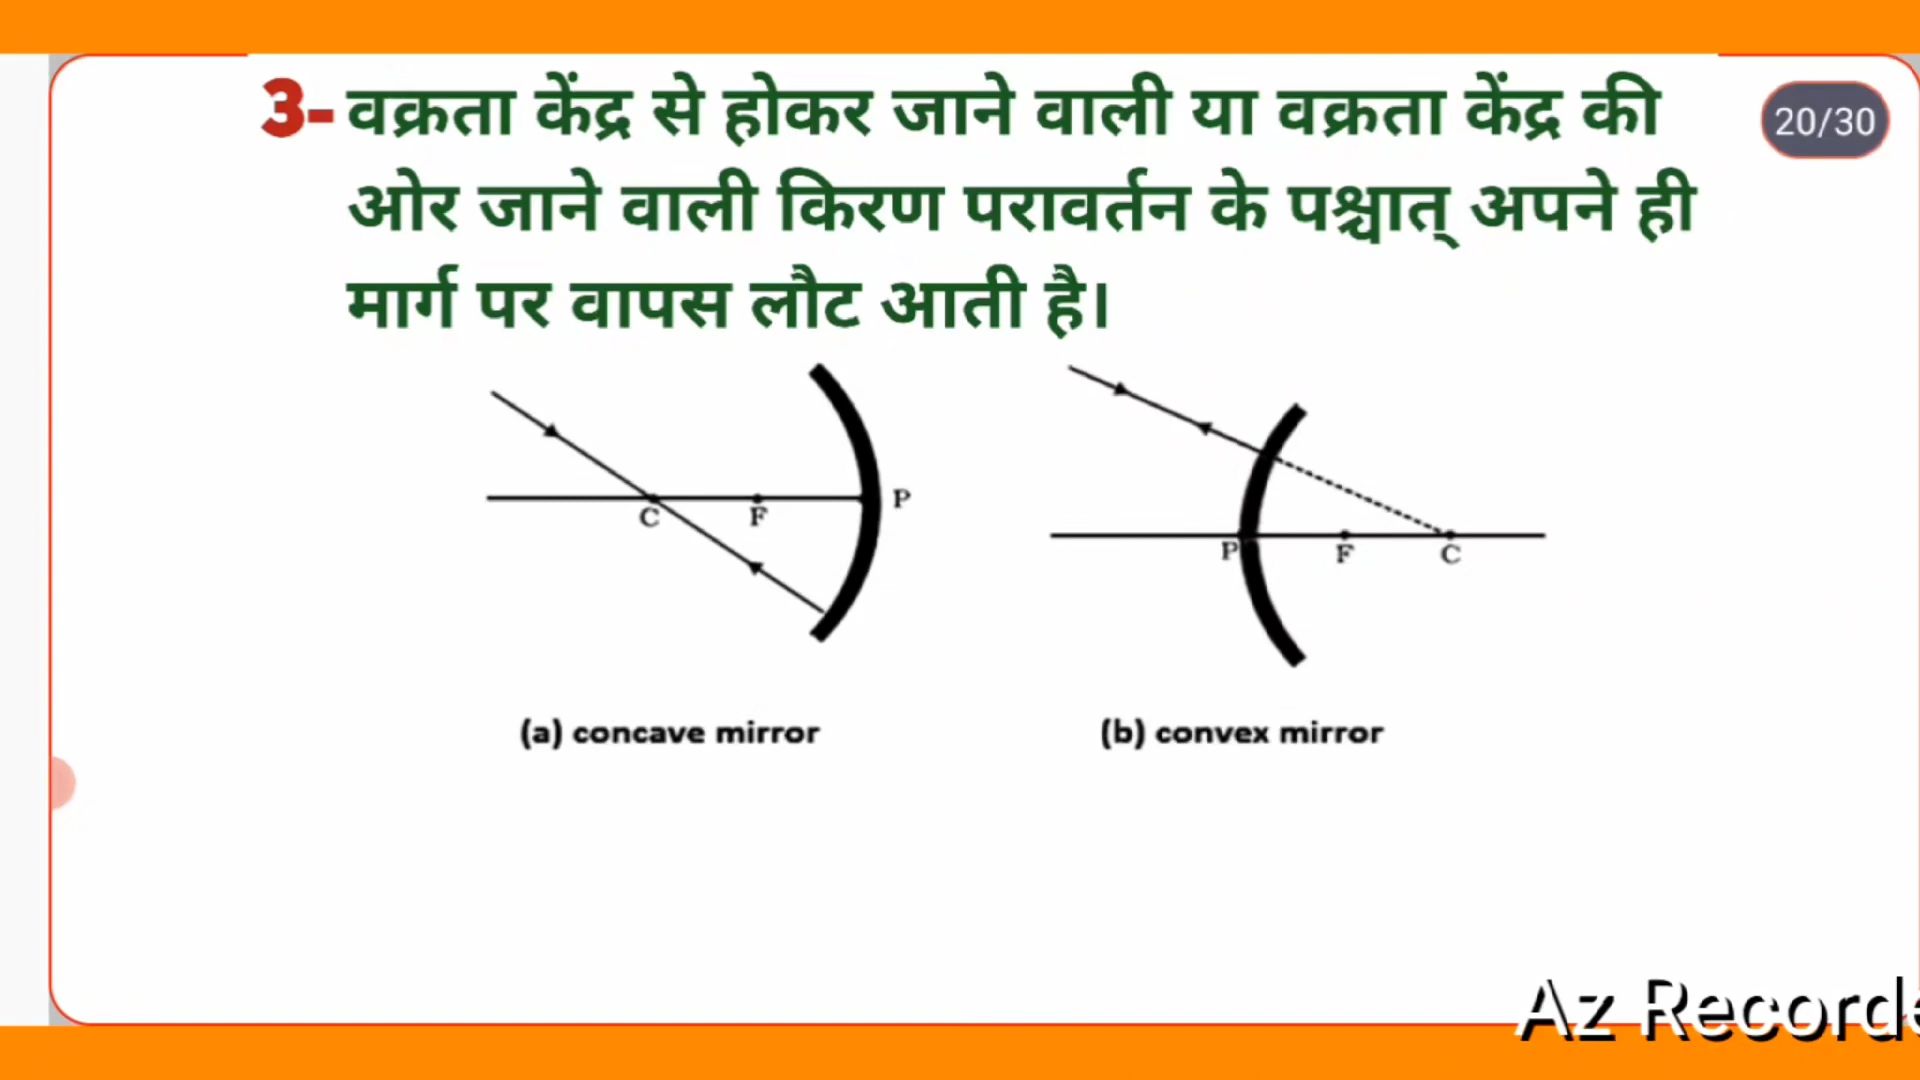 3- वक्रता केंद्र से होकर जाने वाली या वक्रता केंद्र की
20/30
ओर जाने वाली किरण परावर्तन के पश्चात् अपने ही
मार्ग पर वापस लौट आती है।
C F P
P F C
(a) concave mirror
(b) convex mirror
Az Recorde